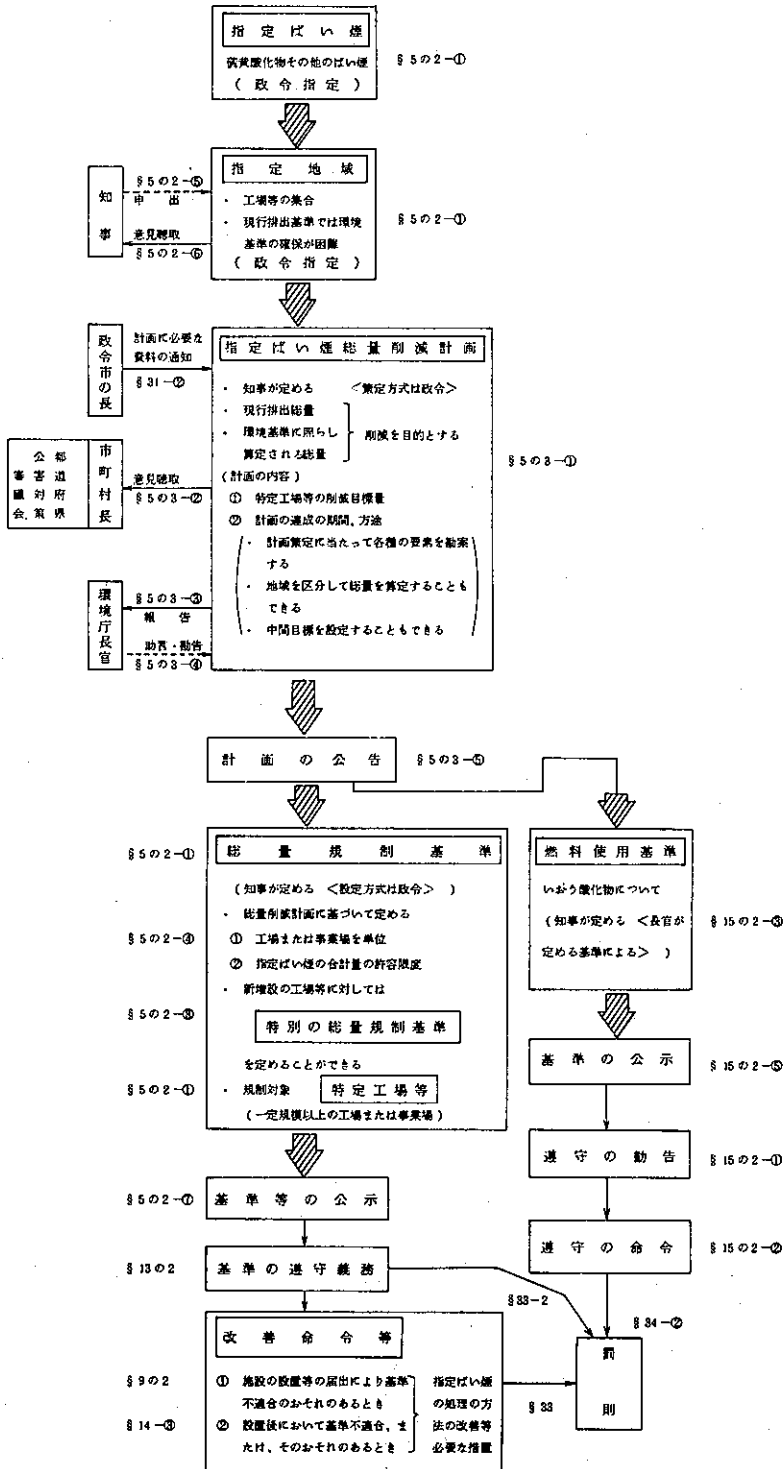 指定ばい煙
硫黄酸化物その他のばい煙
(政令指定)
§5の2-①
知事
§5の2-⑤
申出
意見聴取
§5の2-⑥
指定地域
・ 工場等の集合
・ 現行排出基準では環境
基準の確保が困難
(政令指定)
§5の2-①
政令市の長
計画に必要な
資料の通知
§31-②
指定ばい煙総量削減計画
・ 知事が定める <策定方式は政令>
・ 現行排出総量
・ 環境基準に照らし
算定される総量
削減を目的とする
(計画の内容)
① 特定工場等の削減目標量
② 計画の達成の期間、方途
・ 計画策定に当たって各種の要素を勘案
する
・ 地域を区分して総量を算定することも
できる
・ 中間目標を設定することもできる
§5の3-①
都道府県
公害対策
審議会、
市町村長
意見聴取
§5の3-②
環境庁長官
§5の3-③
報告
助言・勧告
§5の3-④
計画の公告
§5の3-⑤
§5の2-①
総量規制基準
(知事が定める <設定方式は政令> )
・ 総量削減計画に基づいて定める
§5の2-④
① 工場または事業場を単位
② 指定ばい煙の合計量の許容限度
・ 新増設の工場等に対しては
§5の2-③
特別の総量規制基準
を定めることができる
§5の2-①
・ 規制対象 特定工場等
(一定規模以上の工場または事業場)
§5の2-⑦
基準等の公示
§13の2
基準の遵守義務
§33-2
改善命令等
§9の2
① 施設の設置等の届出により基準
不適合のおそれのあるとき
§14-③
② 設置後において基準不適合、ま
たは、そのおそれのあるとき
指定ばい煙
の処理の方
法の改善等
必要な措置
§33
燃料使用基準
いおう酸化物について
(知事が定める <長官が
定める基準による> )
§15の2-③
基準の公示
§15の2-⑤
遵守の勧告
§15の2-①
遵守の命令
§15の2-②
§34-②
罰則